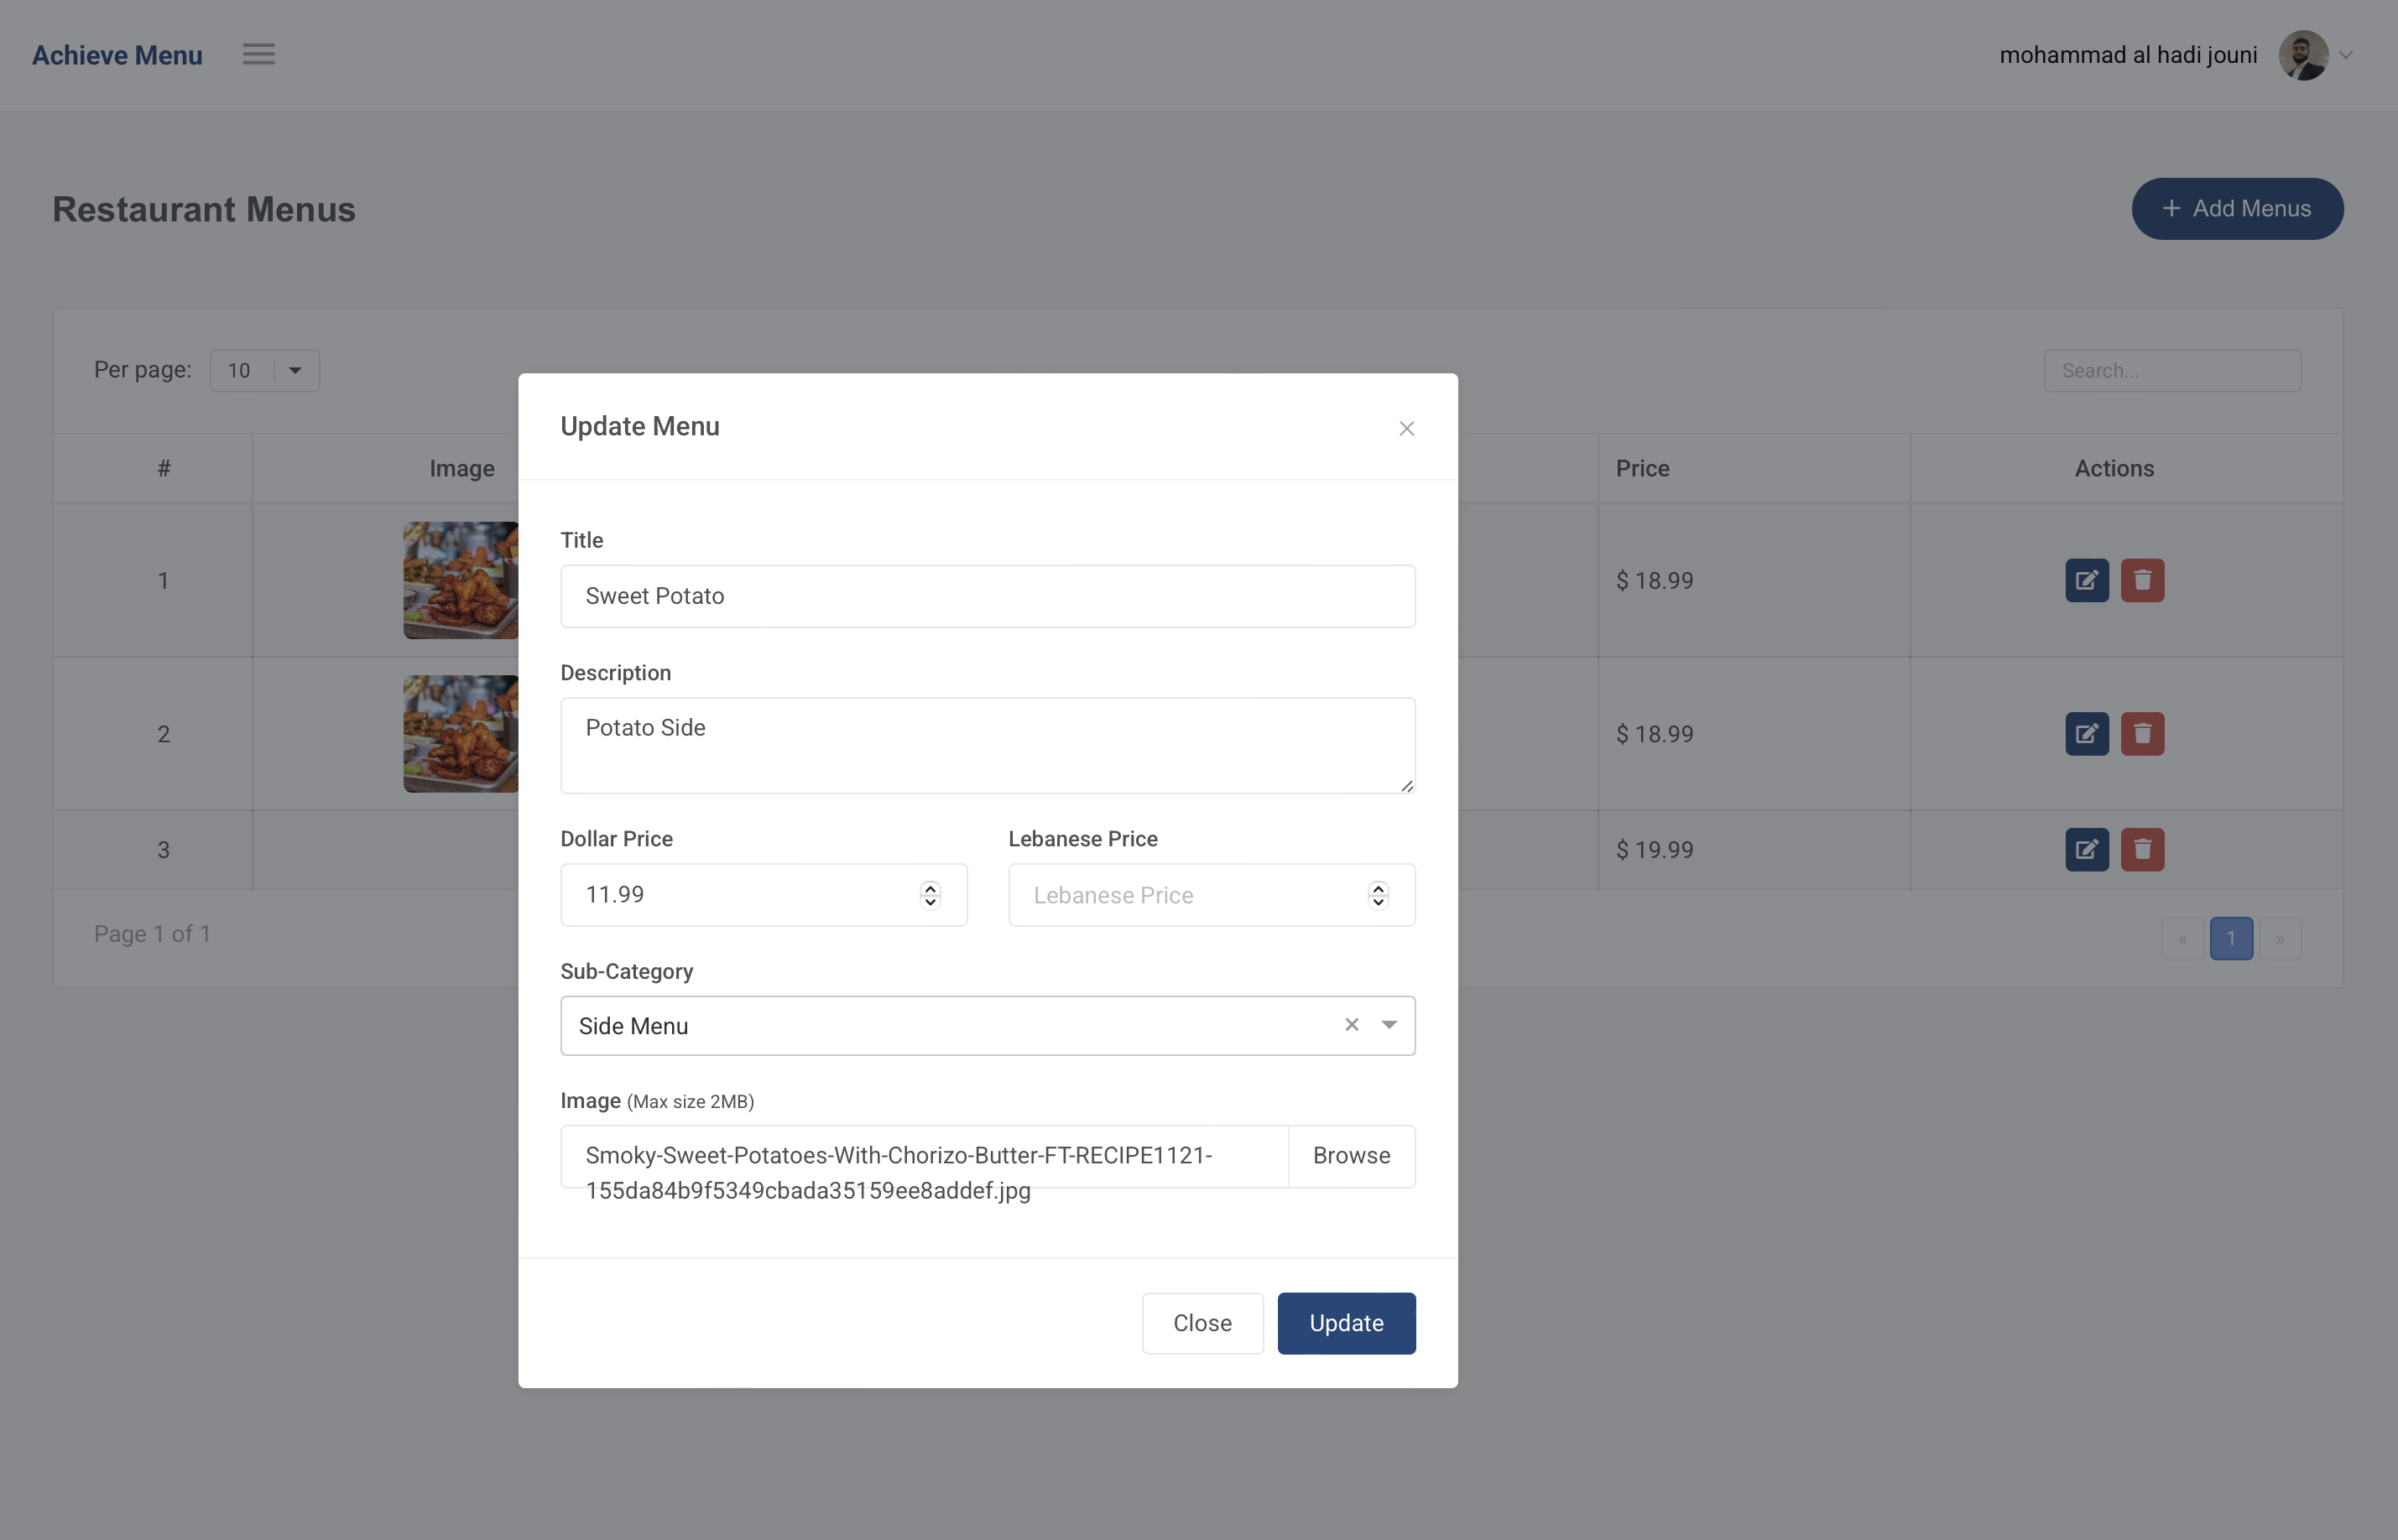 Achieve Menu
mohammad al hadi jouni
Restaurant Menus
+ Add Menus
Per page: 10
Search...
# Image Price Actions
1 $ 18.99
2 $ 18.99
3 $ 19.99
Page 1 of 1
« 1 »
Update Menu
Title
Sweet Potato
Description
Potato Side
Dollar Price Lebanese Price
11.99 Lebanese Price
Sub-Category
Side Menu
Image (Max size 2MB)
Smoky-Sweet-Potatoes-With-Chorizo-Butter-FT-RECIPE1121- Browse
155da84b9f5349cbada35159ee8addef.jpg
Close Update